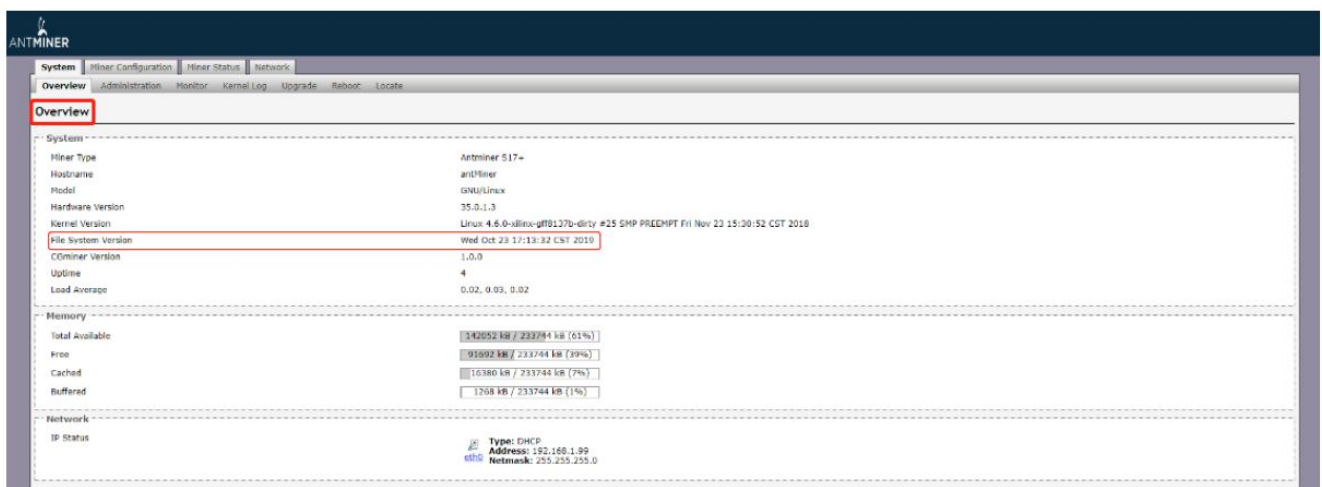 ANTMINER
System Miner Configuration Miner Status Network
Overview Administration Monitor Kernel Log Upgrade Reboot Locate
Overview
System
Miner Type Antminer S17+
Hostname antMiner
Model GNU/Linux
Hardware Version 35.0.1.3
Kernel Version Linux 4.6.0-xilinx-gff8137b-dirty #25 SMP PREEMPT Fri Nov 23 15:30:52 CST 2018
File System Version Wed Oct 23 17:13:32 CST 2019
CGminer Version 1.0.0
Uptime 4
Load Average 0.02, 0.03, 0.02
Memory
Total Available 142052 kB / 233744 kB (61%)
Free 91692 kB / 233744 kB (39%)
Cached 16380 kB / 233744 kB (7%)
Buffered 1268 kB / 233744 kB (1%)
Network
IP Status
Type: DHCP
Address: 192.168.1.99
eth0 Netmask: 255.255.255.0